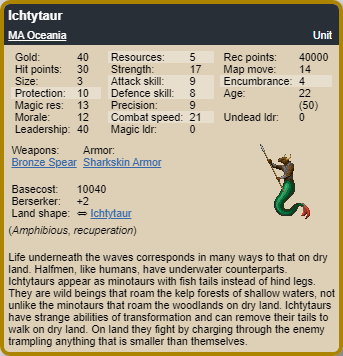 Ichtytaur
MA Oceania Unit
Gold: 40 Resources: 5 Rec points: 40000
Hit points: 30 Strength: 17 Map move: 14
Size: 3 Attack skill: 9 Encumbrance: 4
Protection: 10 Defence skill: 8 Age: 22
Magic res: 13 Precision: 9 (50)
Morale: 12 Combat speed: 21 Undead ldr: 0
Leadership: 40 Magic ldr: 0
Weapons: Armor:
Bronze Spear Sharkskin Armor
Basecost: 10040
Berserker: +2
Land shape: ⇔ Ichtytaur
(Amphibious, recuperation)
Life underneath the waves corresponds in many ways to that on dry
land. Halfmen, like humans, have underwater counterparts.
Ichtytaurs appear as minotaurs with fish tails instead of hind legs.
They are wild beings that roam the kelp forests of shallow waters, not
unlike the minotaurs that roam the woodlands on dry land. Ichtytaurs
have strange abilities of transformation and can remove their tails to
walk on dry land. On land they fight by charging through the enemy
trampling anything that is smaller than themselves.